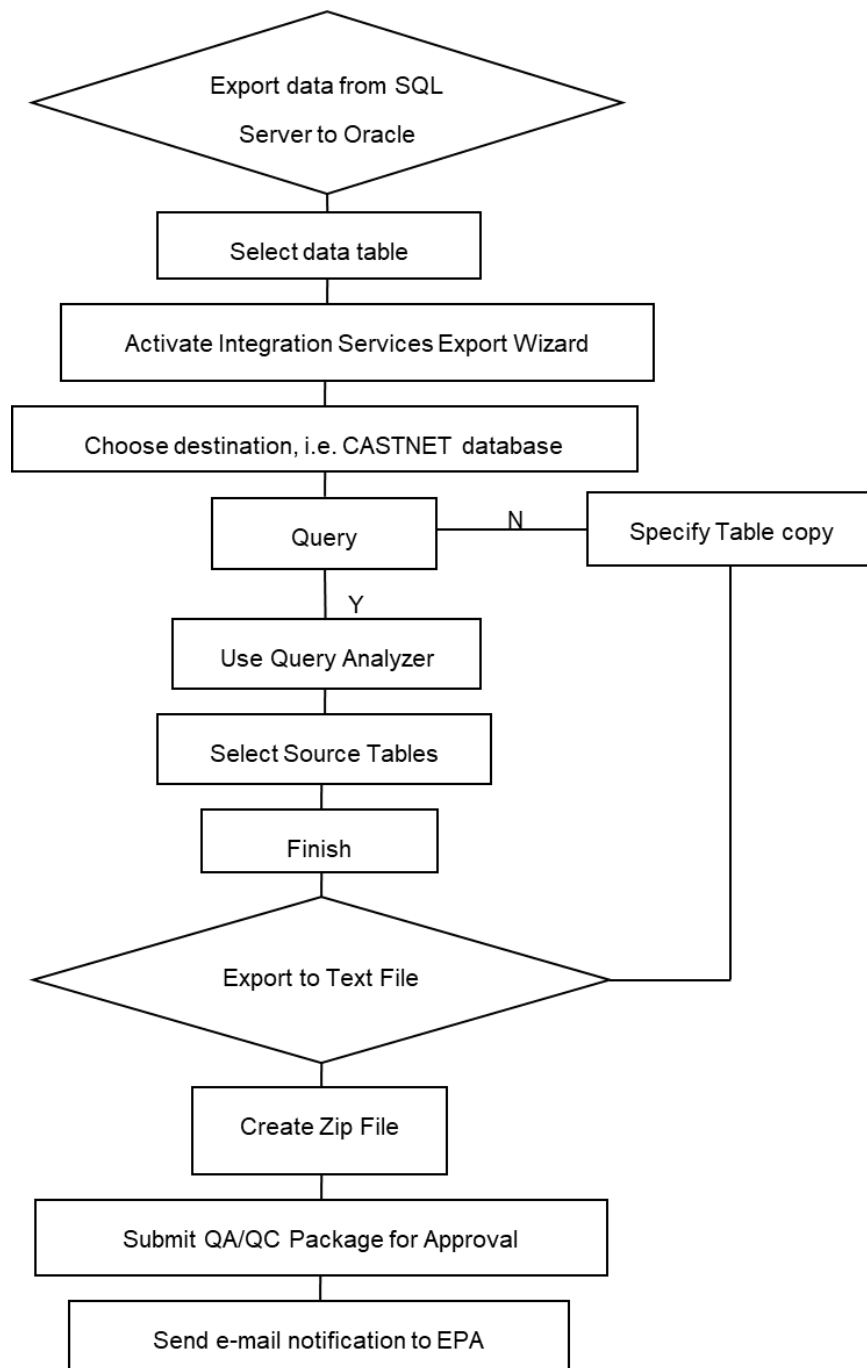 Export data from SQL
Server to Oracle
Select data table
Activate Integration Services Export Wizard
Choose destination, i.e. CASTNET database
Query
N
Specify Table copy
Y
Use Query Analyzer
Select Source Tables
Finish
Export to Text File
Create Zip File
Submit QA/QC Package for Approval
Send e-mail notification to EPA